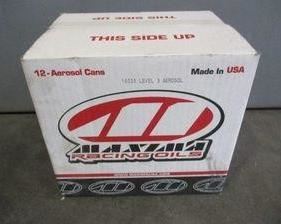 THIS SIDE UP
THIS SIDE UP
12-Aerosol Cans
LEVEL 3 AEROSOL
Made In USA
MAXIMA
RACING OILS